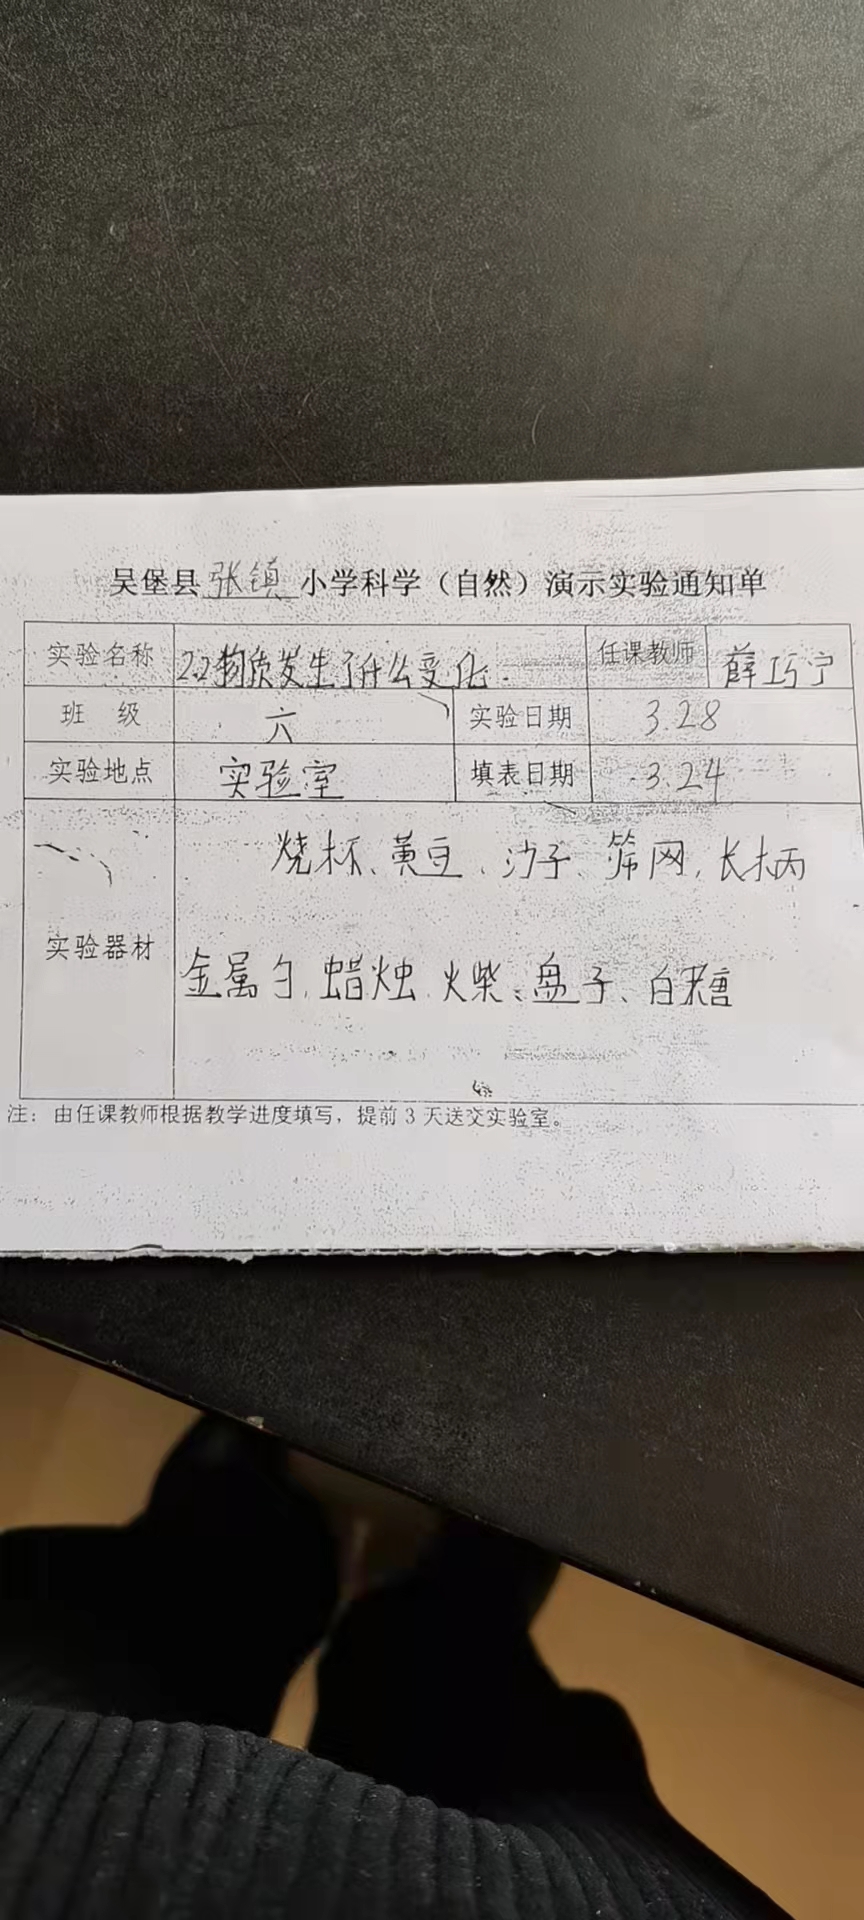 吴堡县张镇小学科学（自然）演示实验通知单
实验名称 2.2物质发生了什么变化 任课教师 薛巧宁
班 级 六 实验日期 3.28
实验地点 实验室 填表日期 3.24
实验器材 烧杯、黄豆、沙子、筛网、长柄
金属勺、蜡烛、火柴、盘子、白糖
注：由任课教师根据教学进度填写，提前3天送交实验室。